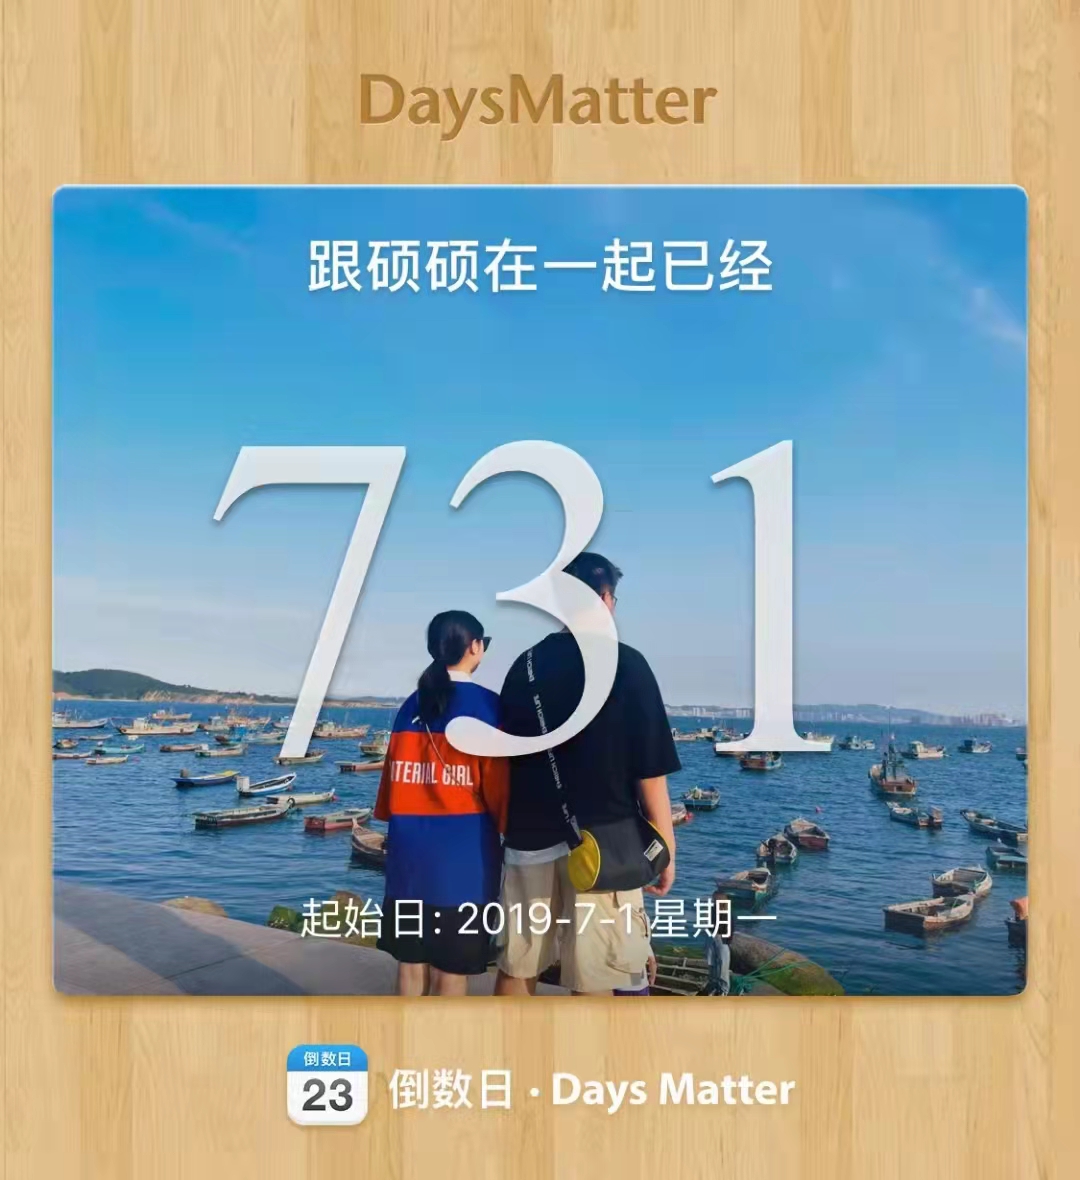 DaysMatter
跟硕硕在一起已经
731
TERIAL GIRL
起始日: 2019-7-1 星期一
倒数日
23
倒数日 · Days Matter